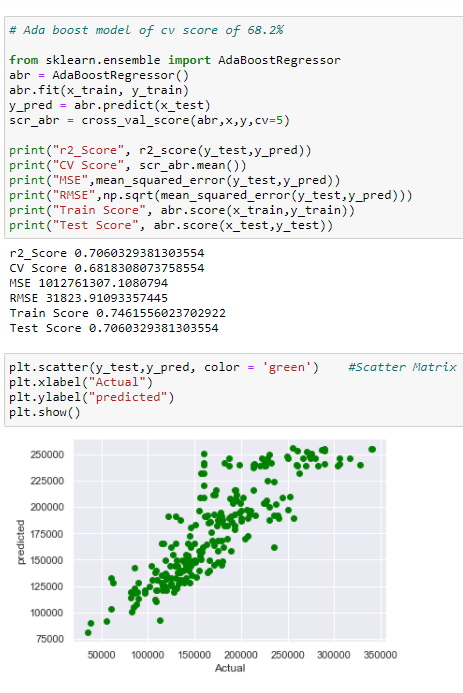 # Ada boost model of cv score of 68.2%
from sklearn.ensemble import AdaBoostRegressor
abr = AdaBoostRegressor()
abr.fit(x_train, y_train)
y_pred = abr.predict(x_test)
scr_abr = cross_val_score(abr,x,y,cv=5)
print("r2_Score", r2_score(y_test,y_pred))
print("CV Score", scr_abr.mean())
print("MSE",mean_squared_error(y_test,y_pred))
print("RMSE",np.sqrt(mean_squared_error(y_test,y_pred)))
print("Train Score", abr.score(x_train,y_train))
print("Test Score", abr.score(x_test,y_test))
r2_Score 0.7060329381303554
CV Score 0.6818308073758554
MSE 1012761307.1080794
RMSE 31823.91093357445
Train Score 0.7461556023702922
Test Score 0.7060329381303554
plt.scatter(y_test,y_pred, color = 'green') #Scatter Matrix
plt.xlabel("Actual")
plt.ylabel("predicted")
plt.show()
250000
225000
200000
175000
150000
125000
100000
75000
predicted
50000 100000 150000 200000 250000 300000 350000
Actual